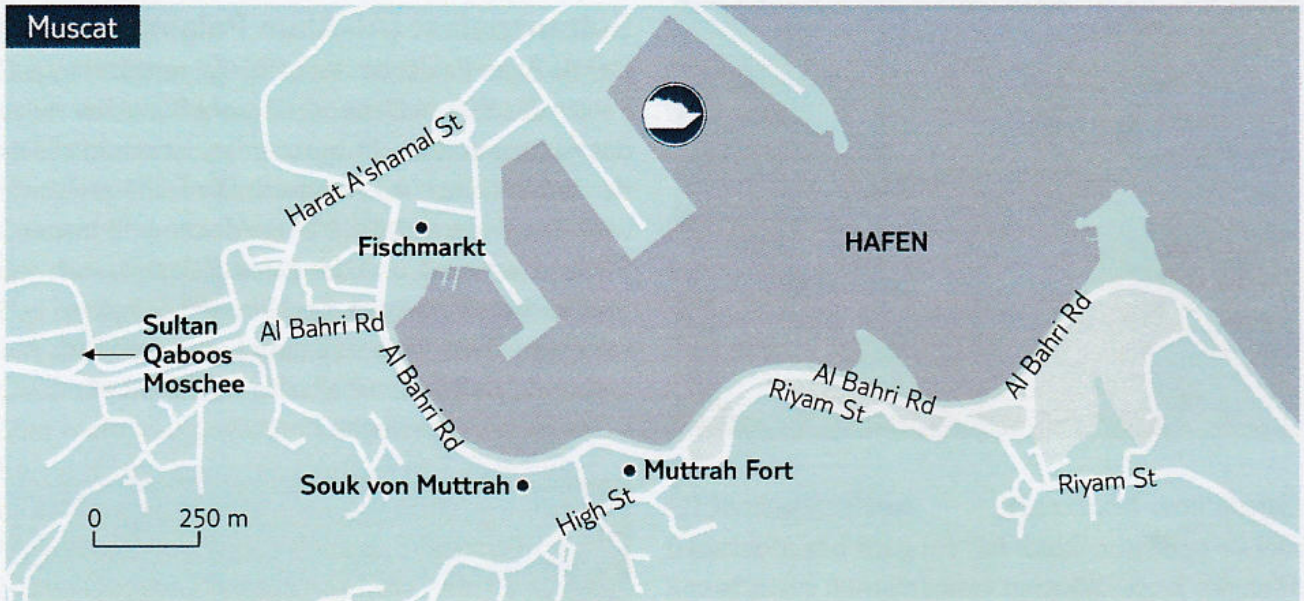 Muscat
Harat A'shamal St
Fischmarkt
HAFEN
Sultan
Qaboos
Moschee
Al Bahri Rd
Al Bahri Rd
Al Bahri Rd
Riyam St
Al Bahri Rd
Souk von Muttrah
Muttrah Fort
High St
Riyam St
0 250 m